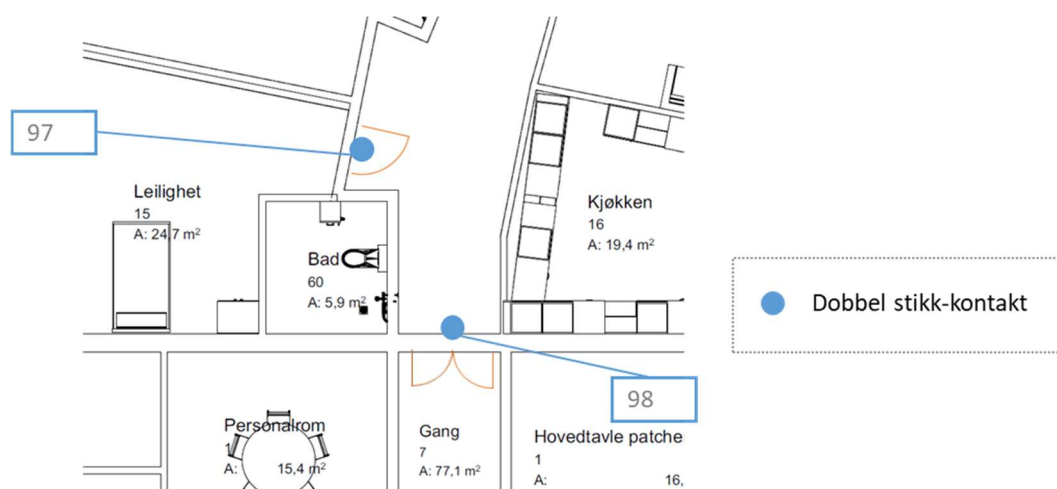 97
Leilighet
15
A: 24,7 m²
Kjøkken
16
A: 19,4 m²
Bad
60
A: 5,9 m²
Dobbel stikk-kontakt
98
Personalrom
1
A: 15,4 m²
Gang
7
A: 77,1 m²
Hovedtavle patche
1
A: 16,